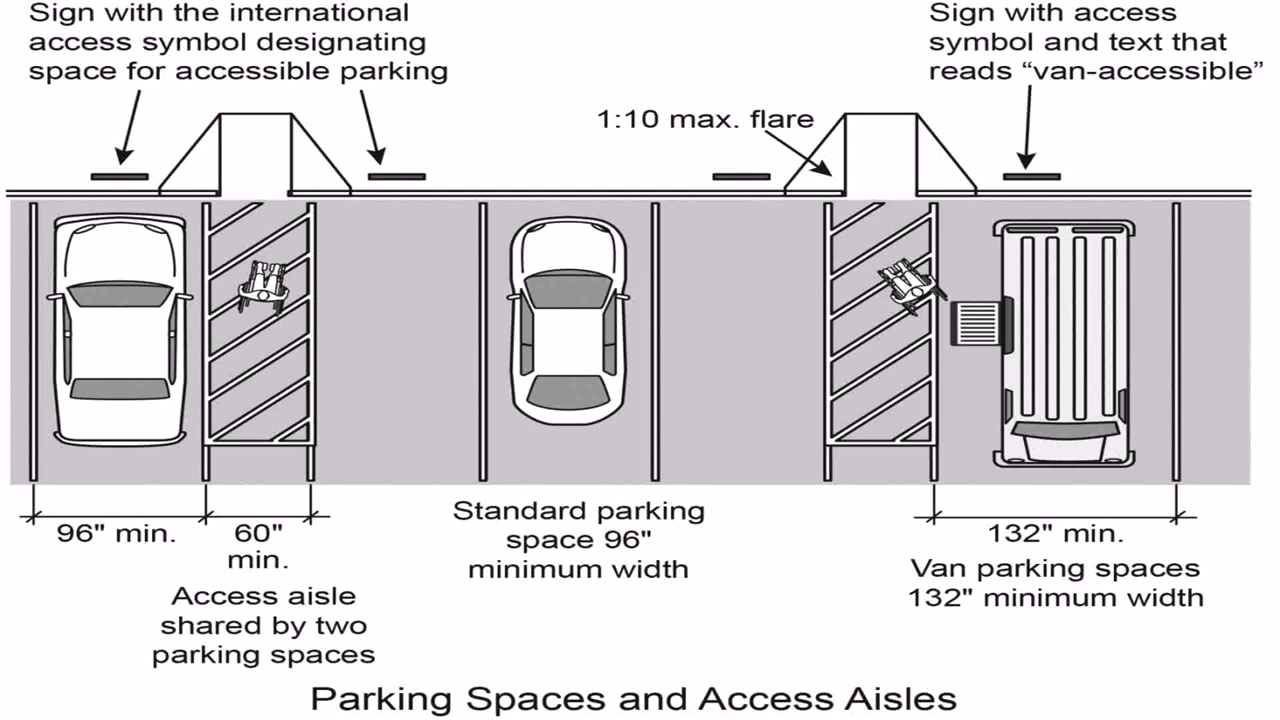 Sign with the international
access symbol designating
space for accessible parking
Sign with access
symbol and text that
reads “van-accessible”
1:10 max. flare
96" min.
60"
min.
Access aisle
shared by two
parking spaces
Standard parking
space 96"
minimum width
132" min.
Van parking spaces
132" minimum width
Parking Spaces and Access Aisles